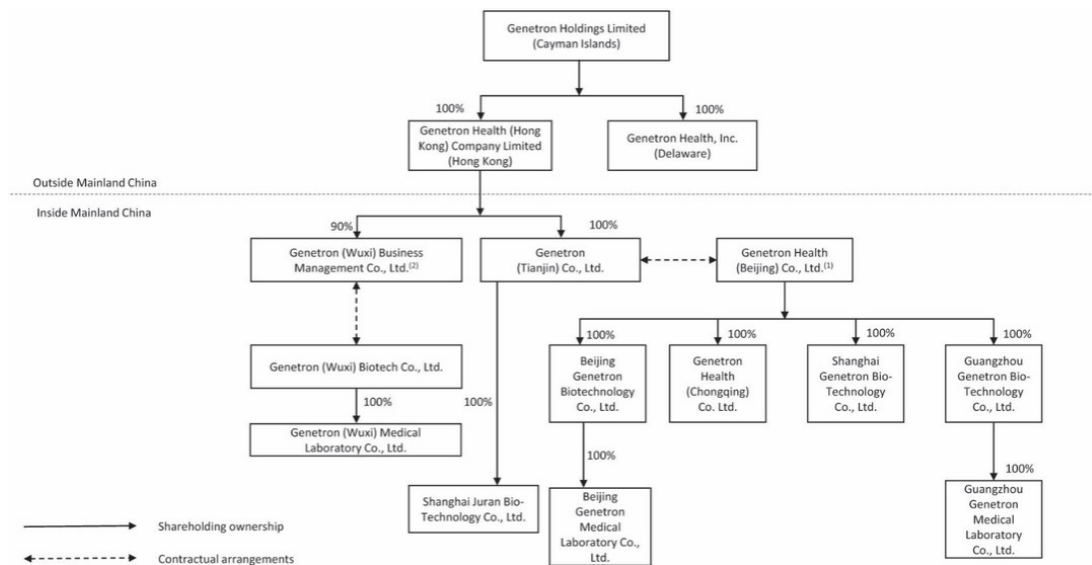 Genetron Holdings Limited
(Cayman Islands)
100%
100%
Genetron Health (Hong
Kong) Company Limited
(Hong Kong)
Genetron Health, Inc.
(Delaware)
Outside Mainland China
Inside Mainland China
90%
100%
Genetron (Wuxi) Business
Management Co., Ltd.(2)
Genetron
(Tianjin) Co., Ltd.
Genetron Health
(Beijing) Co., Ltd.(1)
100%
100%
100%
100%
Genetron (Wuxi) Biotech Co., Ltd.
Beijing
Genetron
Biotechnology
Co., Ltd.
Genetron
Health
(Chongqing)
Co. Ltd.
Shanghai
Genetron Bio-
Technology
Co., Ltd.
Guangzhou
Genetron Bio-
Technology
Co., Ltd.
100%
100%
Genetron (Wuxi) Medical
Laboratory Co., Ltd.
100%
100%
Shanghai Juran Bio-
Technology Co., Ltd.
Beijing
Genetron
Medical
Laboratory Co.,
Ltd.
Guangzhou
Genetron
Medical
Laboratory
Co., Ltd.
Shareholding ownership
Contractual arrangements